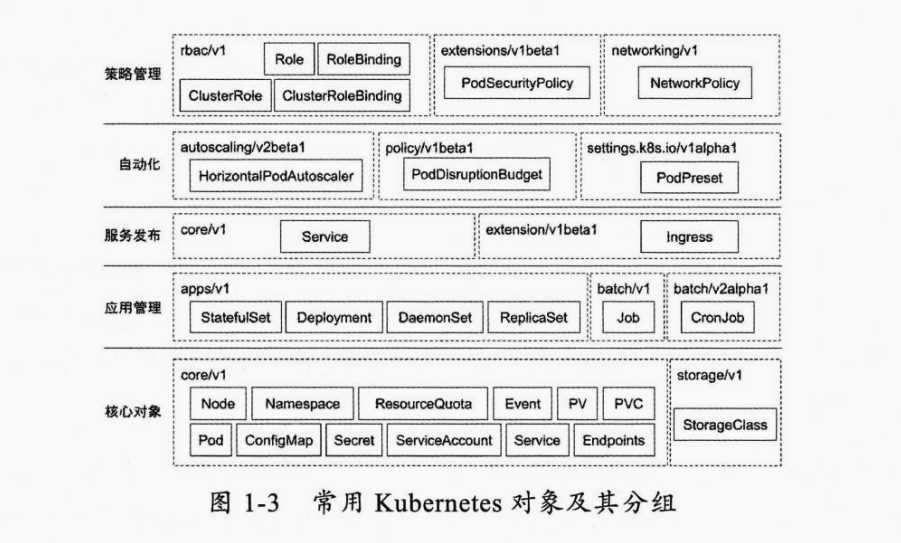 策略管理
rbac/v1
Role RoleBinding
ClusterRole ClusterRoleBinding
extensions/v1beta1
PodSecurityPolicy
networking/v1
NetworkPolicy
自动化
autoscaling/v2beta1
HorizontalPodAutoscaler
policy/v1beta1
PodDisruptionBudget
settings.k8s.io/v1alpha1
PodPreset
服务发布
core/v1
Service
extension/v1beta1
Ingress
应用管理
apps/v1
StatefulSet Deployment DaemonSet ReplicaSet
batch/v1
Job
batch/v2alpha1
CronJob
核心对象
core/v1
Node Namespace ResourceQuota Event PV PVC
Pod ConfigMap Secret ServiceAccount Service Endpoints
storage/v1
StorageClass
图 1-3 常用 Kubernetes 对象及其分组